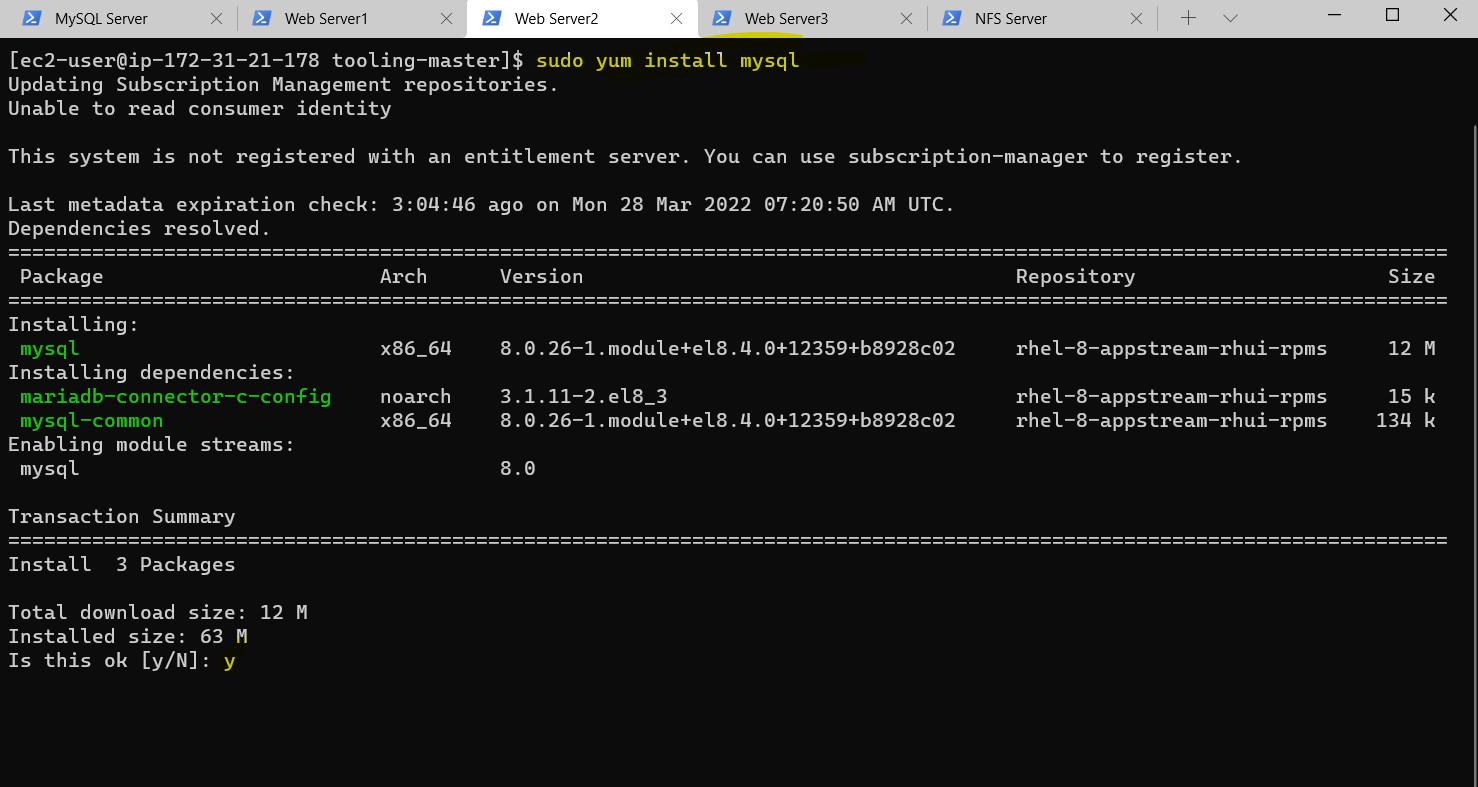 MySQL Server Web Server1 Web Server2 Web Server3 NFS Server
[ec2-user@ip-172-31-21-178 tooling-master]$ sudo yum install mysql
Updating Subscription Management repositories.
Unable to read consumer identity
This system is not registered with an entitlement server. You can use subscription-manager to register.
Last metadata expiration check: 3:04:46 ago on Mon 28 Mar 2022 07:20:50 AM UTC.
Dependencies resolved.
================================================================================
Package Arch Version Repository Size
================================================================================
Installing:
mysql x86_64 8.0.26-1.module+el8.4.0+12359+b8928c02 rhel-8-appstream-rhui-rpms 12 M
Installing dependencies:
mariadb-connector-c-config noarch 3.1.11-2.el8_3 rhel-8-appstream-rhui-rpms 15 k
mysql-common x86_64 8.0.26-1.module+el8.4.0+12359+b8928c02 rhel-8-appstream-rhui-rpms 134 k
Enabling module streams:
mysql 8.0
Transaction Summary
================================================================================
Install 3 Packages
Total download size: 12 M
Installed size: 63 M
Is this ok [y/N]: y